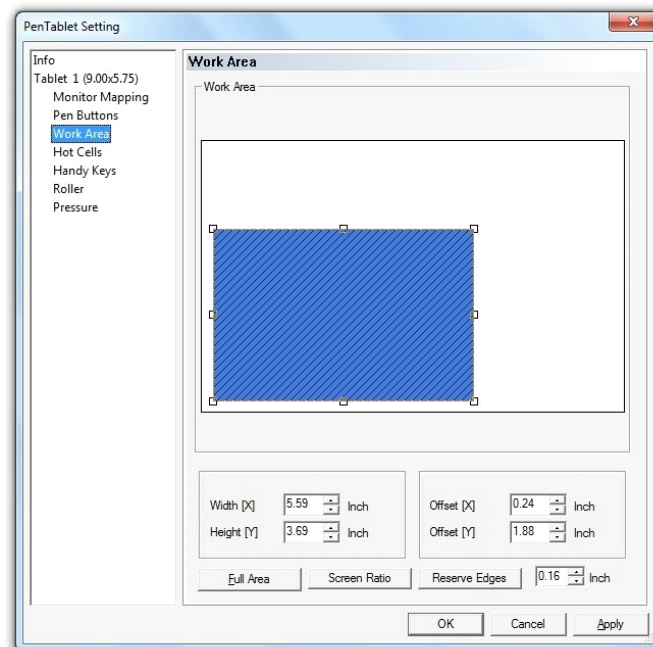 PenTablet Setting
Info
Tablet 1 (9.00x5.75)
Monitor Mapping
Pen Buttons
Work Area
Hot Cells
Handy Keys
Roller
Pressure
Work Area
Work Area
Width [X] 5.59 Inch
Height [Y] 3.69 Inch
Offset [X] 0.24 Inch
Offset [Y] 1.88 Inch
Full Area Screen Ratio Reserve Edges 0.16 Inch
OK Cancel Apply